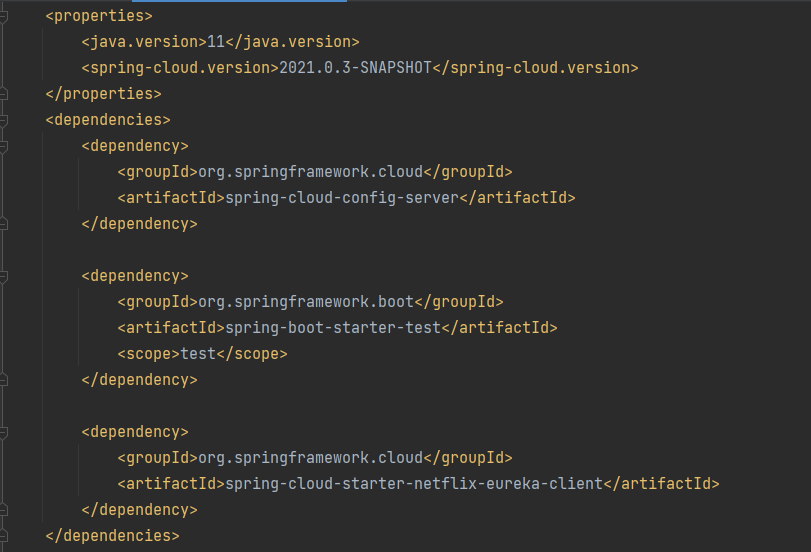 <properties>
<java.version>11</java.version>
<spring-cloud.version>2021.0.3-SNAPSHOT</spring-cloud.version>
</properties>
<dependencies>
<dependency>
<groupId>org.springframework.cloud</groupId>
<artifactId>spring-cloud-config-server</artifactId>
</dependency>
<dependency>
<groupId>org.springframework.boot</groupId>
<artifactId>spring-boot-starter-test</artifactId>
<scope>test</scope>
</dependency>
<dependency>
<groupId>org.springframework.cloud</groupId>
<artifactId>spring-cloud-starter-netflix-eureka-client</artifactId>
</dependency>
</dependencies>